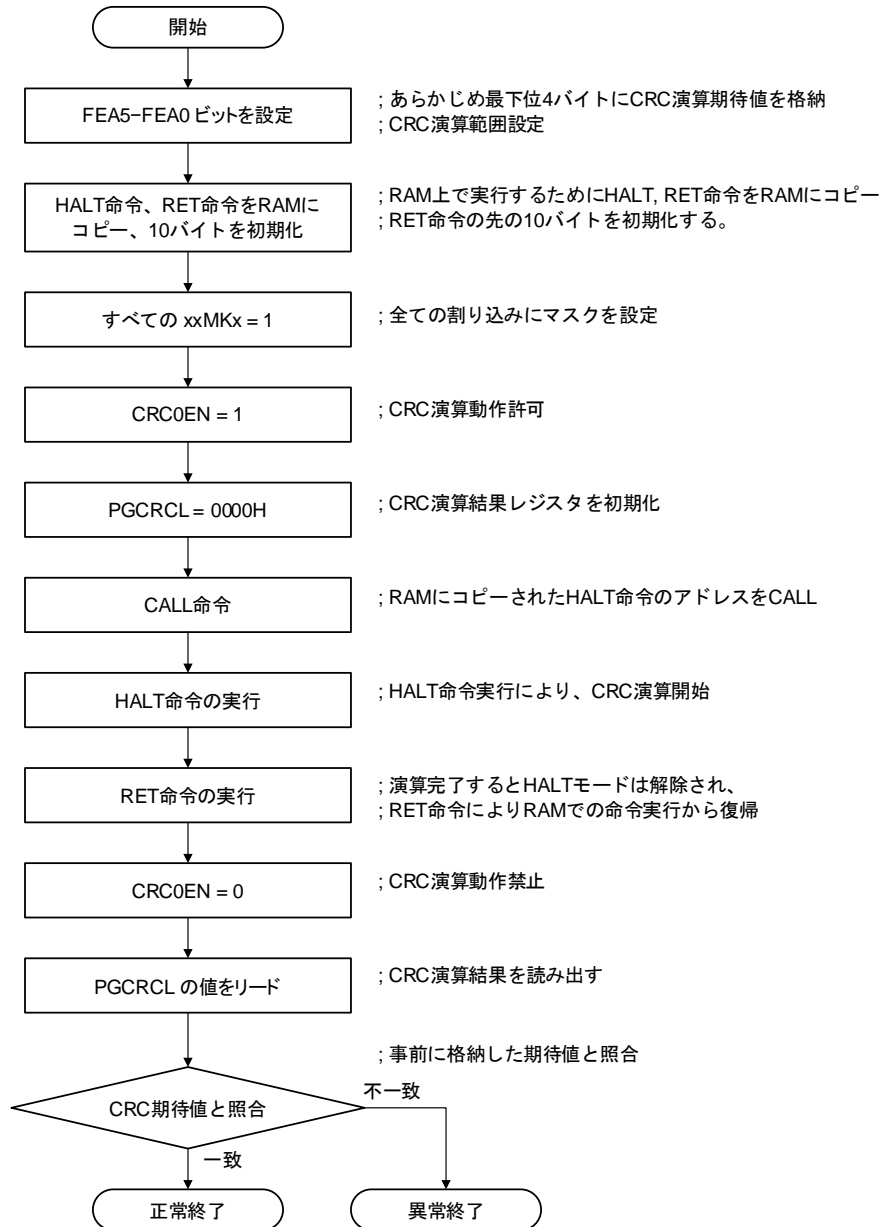 開始
FEA5−FEA0 ビットを設定
; あらかじめ最下位4バイトにCRC演算期待値を格納
; CRC演算範囲設定
HALT命令、RET命令をRAMに
コピー、10バイトを初期化
; RAM上で実行するためにHALT, RET命令をRAMにコピー
; RET命令の先の10バイトを初期化する。
すべての xxMKx = 1
; 全ての割り込みにマスクを設定
CRC0EN = 1
; CRC演算動作許可
PGCRCL = 0000H
; CRC演算結果レジスタを初期化
CALL命令
; RAMにコピーされたHALT命令のアドレスをCALL
HALT命令の実行
; HALT命令実行により、CRC演算開始
RET命令の実行
; 演算完了するとHALTモードは解除され、
; RET命令によりRAMでの命令実行から復帰
CRC0EN = 0
; CRC演算動作禁止
PGCRCL の値をリード
; CRC演算結果を読み出す
; 事前に格納した期待値と照合
CRC期待値と照合
不一致
一致
正常終了
異常終了